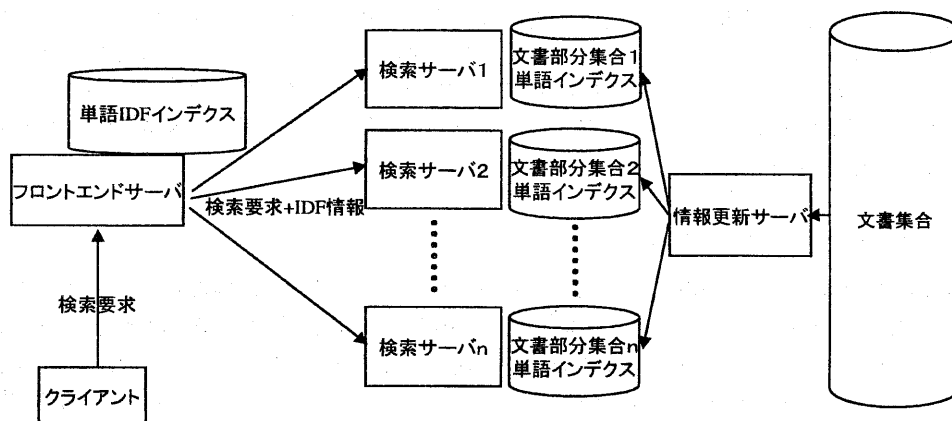 単語IDFインデクス
フロントエンドサーバ
検索要求+IDF情報
検索要求
クライアント
検索サーバ1
文書部分集合1
単語インデクス
検索サーバ2
文書部分集合2
単語インデクス
検索サーバn
文書部分集合n
単語インデクス
情報更新サーバ
文書集合